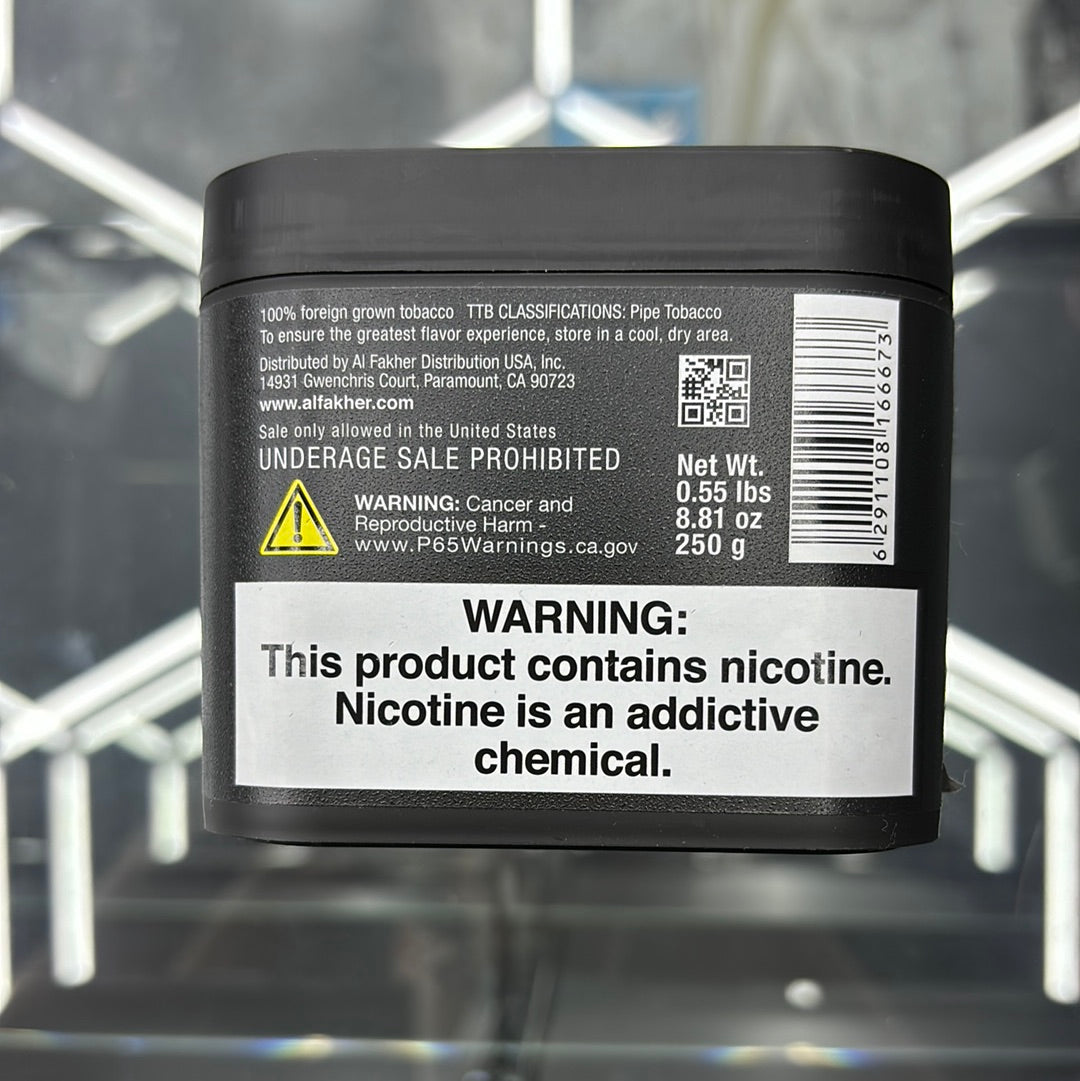 100% foreign grown tobacco TTB CLASSIFICATIONS: Pipe Tobacco
To ensure the greatest flavor experience, store in a cool, dry area.
Distributed by Al Fakher Distribution USA, Inc.
14931 Gwenchris Court, Paramount, CA 90723
www.alfakher.com
Sale only allowed in the United States
UNDERAGE SALE PROHIBITED
WARNING: Cancer and
Reproductive Harm -
www.P65Warnings.ca.gov
Net Wt.
0.55 lbs
8.81 oz
250 g
6 291108 166673
WARNING:
This product contains nicotine.
Nicotine is an addictive
chemical.